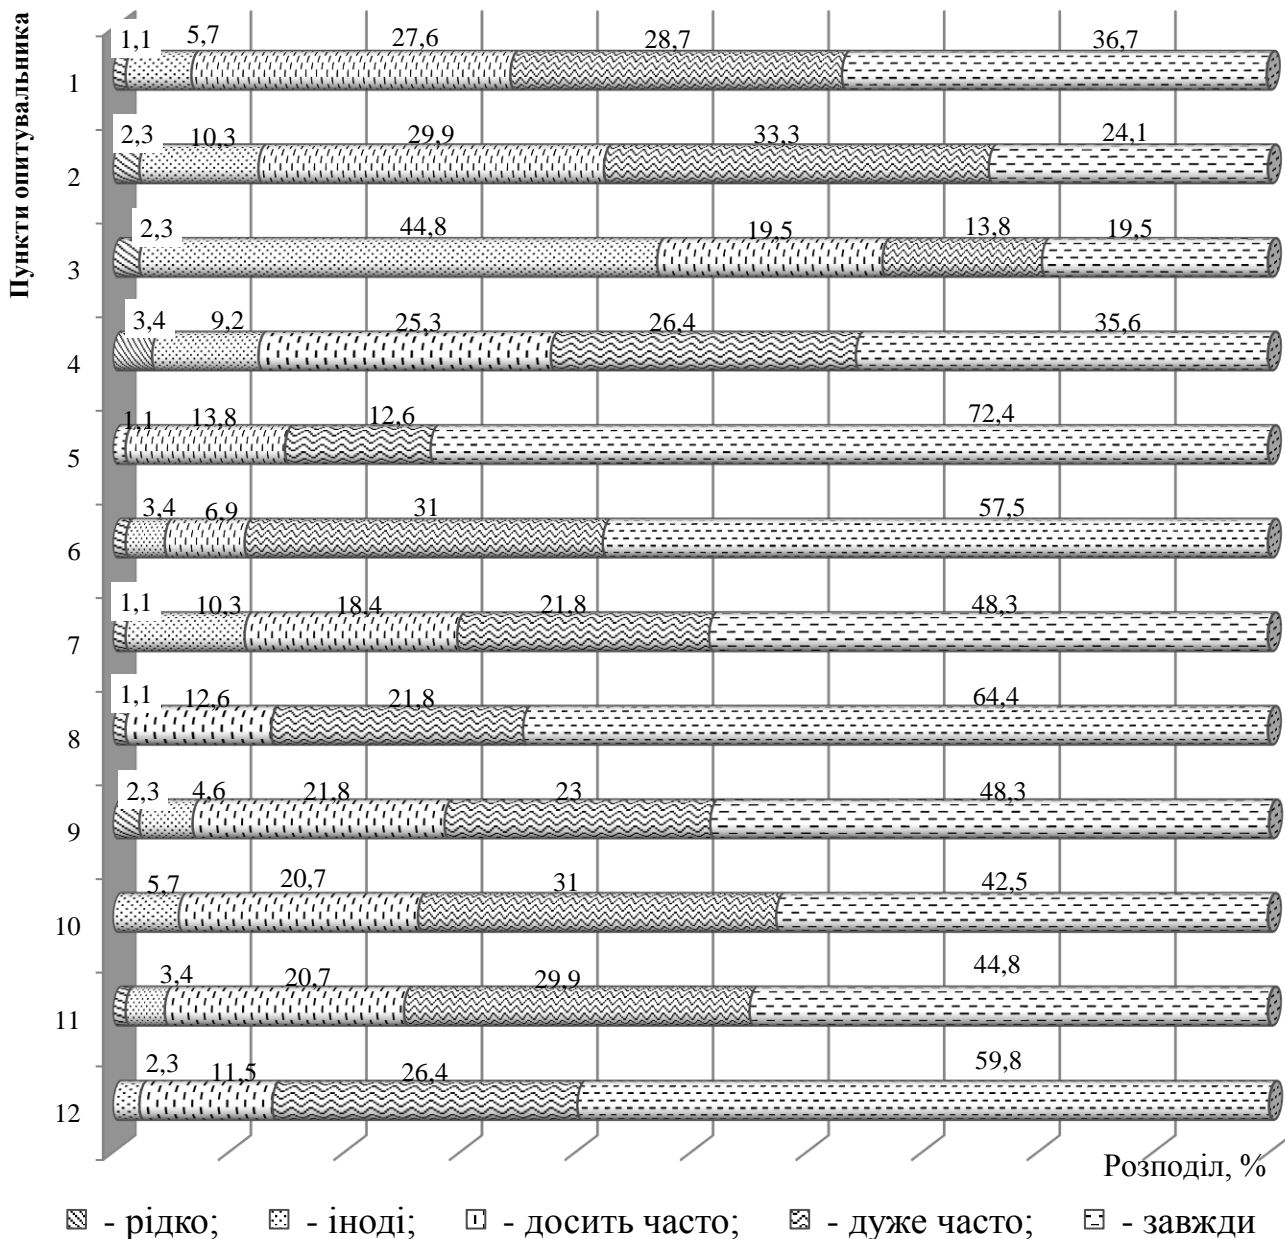 Пункти опитувальника
1,1 5,7 27,6 28,7 36,7
1
2,3 10,3 29,9 33,3 24,1
2
2,3 44,8 19,5 13,8 19,5
3
3,4 9,2 25,3 26,4 35,6
4
1,1 13,8 12,6 72,4
5
3,4 6,9 31 57,5
6
1,1 10,3 18,4 21,8 48,3
7
1,1 12,6 21,8 64,4
8
2,3 4,6 21,8 23 48,3
9
5,7 20,7 31 42,5
10
3,4 20,7 29,9 44,8
11
2,3 11,5 26,4 59,8
12
Розподіл, %
- рідко; - іноді; - досить часто; - дуже часто; - завжди